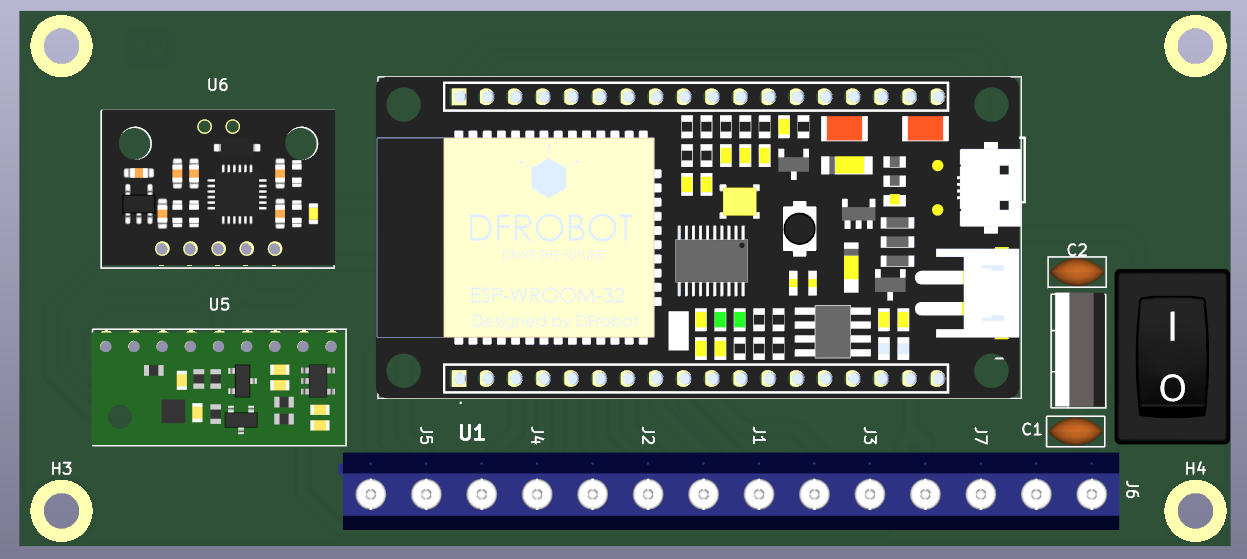 U6
DFROBOT
DRIVE THE FUTURE
ESP-WROOM-32
Designed by DFrobot
C2
U5
I
O
C1
J5
U1
J4
J2
J1
J3
J7
H3
H4
J6